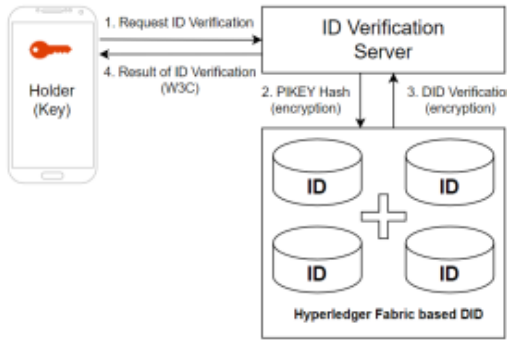 1. Request ID Verification
ID Verification
Server
4. Result of ID Verification
(W3C)
Holder
(Key)
2. PIKEY Hash
(encryption)
3. DID Verification
(encryption)
ID
ID
ID
ID
Hyperledger Fabric based DID